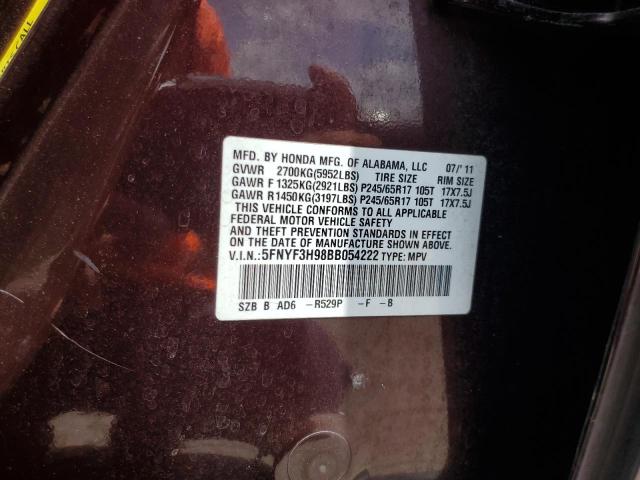 CALL
MFD. BY HONDA MFG. OF ALABAMA, LLC 07/'11
GVWR 2700KG(5952LBS) TIRE SIZE RIM SIZE
GAWR F 1325KG(2921LBS) P245/65R17 105T 17X7.5J
GAWR R1450KG(3197LBS) P245/65R17 105T 17X7.5J
THIS VEHICLE CONFORMS TO ALL APPLICABLE
FEDERAL MOTOR VEHICLE SAFETY
AND THEFT PREVENTION STANDARDS IN EFFECT
ON THE DATE OF MANUFACTURE SHOWN ABOVE.
V.I.N.: 5FNYF3H98BB054222 TYPE: MPV
SZB B AD6 -R529P -F -B